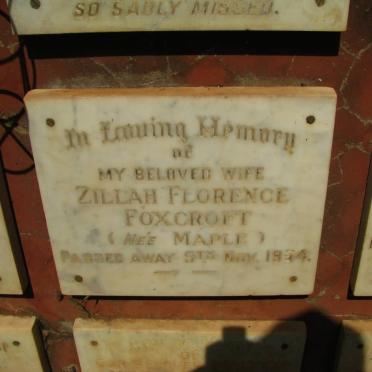 SO SADLY MISSED.
In Loving Memory
OF
MY BELOVED WIFE
ZILLAH FLORENCE
FOXCROFT
( NÉE MAPLE )
PASSED AWAY 5TH NOV. 1954.